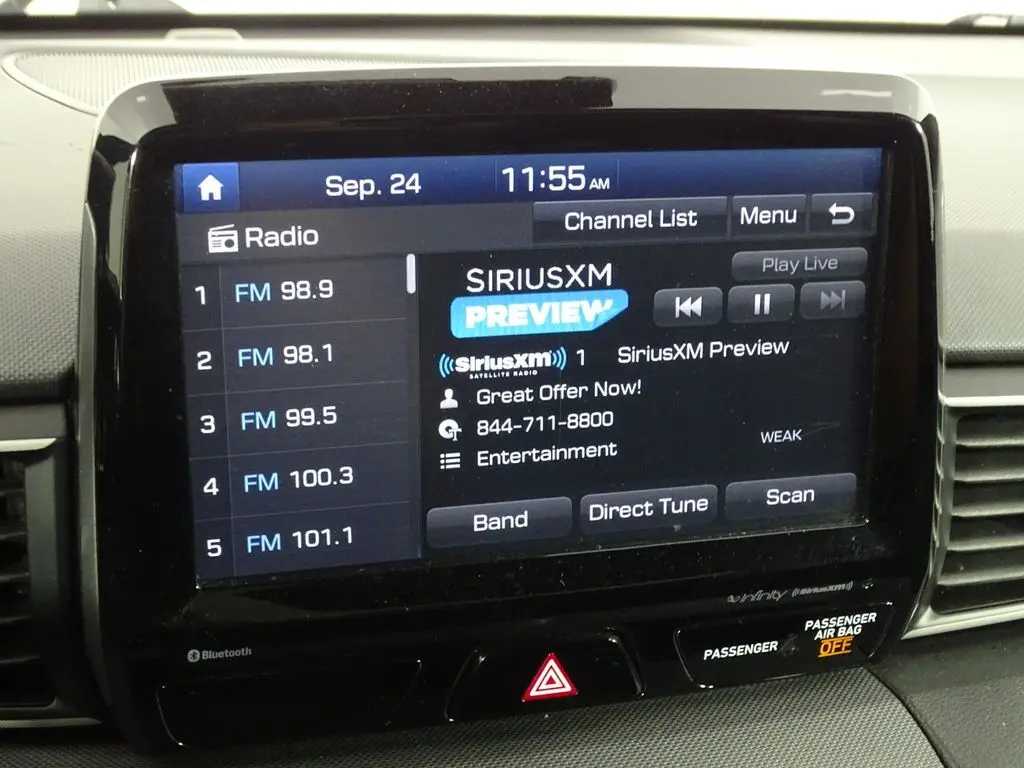 Sep. 24 11:55 AM
Radio Channel List Menu
Play Live
1 FM 98.9
2 FM 98.1
3 FM 99.5
4 FM 100.3
5 FM 101.1
SIRIUSXM
PREVIEW
((SiriusXM)) 1 SiriusXM Preview
SATELLITE RADIO
Great Offer Now!
844-711-8800
Entertainment
WEAK
Band Direct Tune Scan
infinity ((SiriusXM))
Bluetooth
PASSENGER
PASSENGER
AIR BAG
OFF